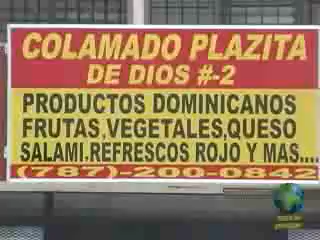 COLAMADO PLAZITA
DE DIOS #-2
PRODUCTOS DOMINICANOS
FRUTAS,VEGETALES,QUESO
SALAMI.REFRESCOS ROJO Y MAS....
(787)-200-0842